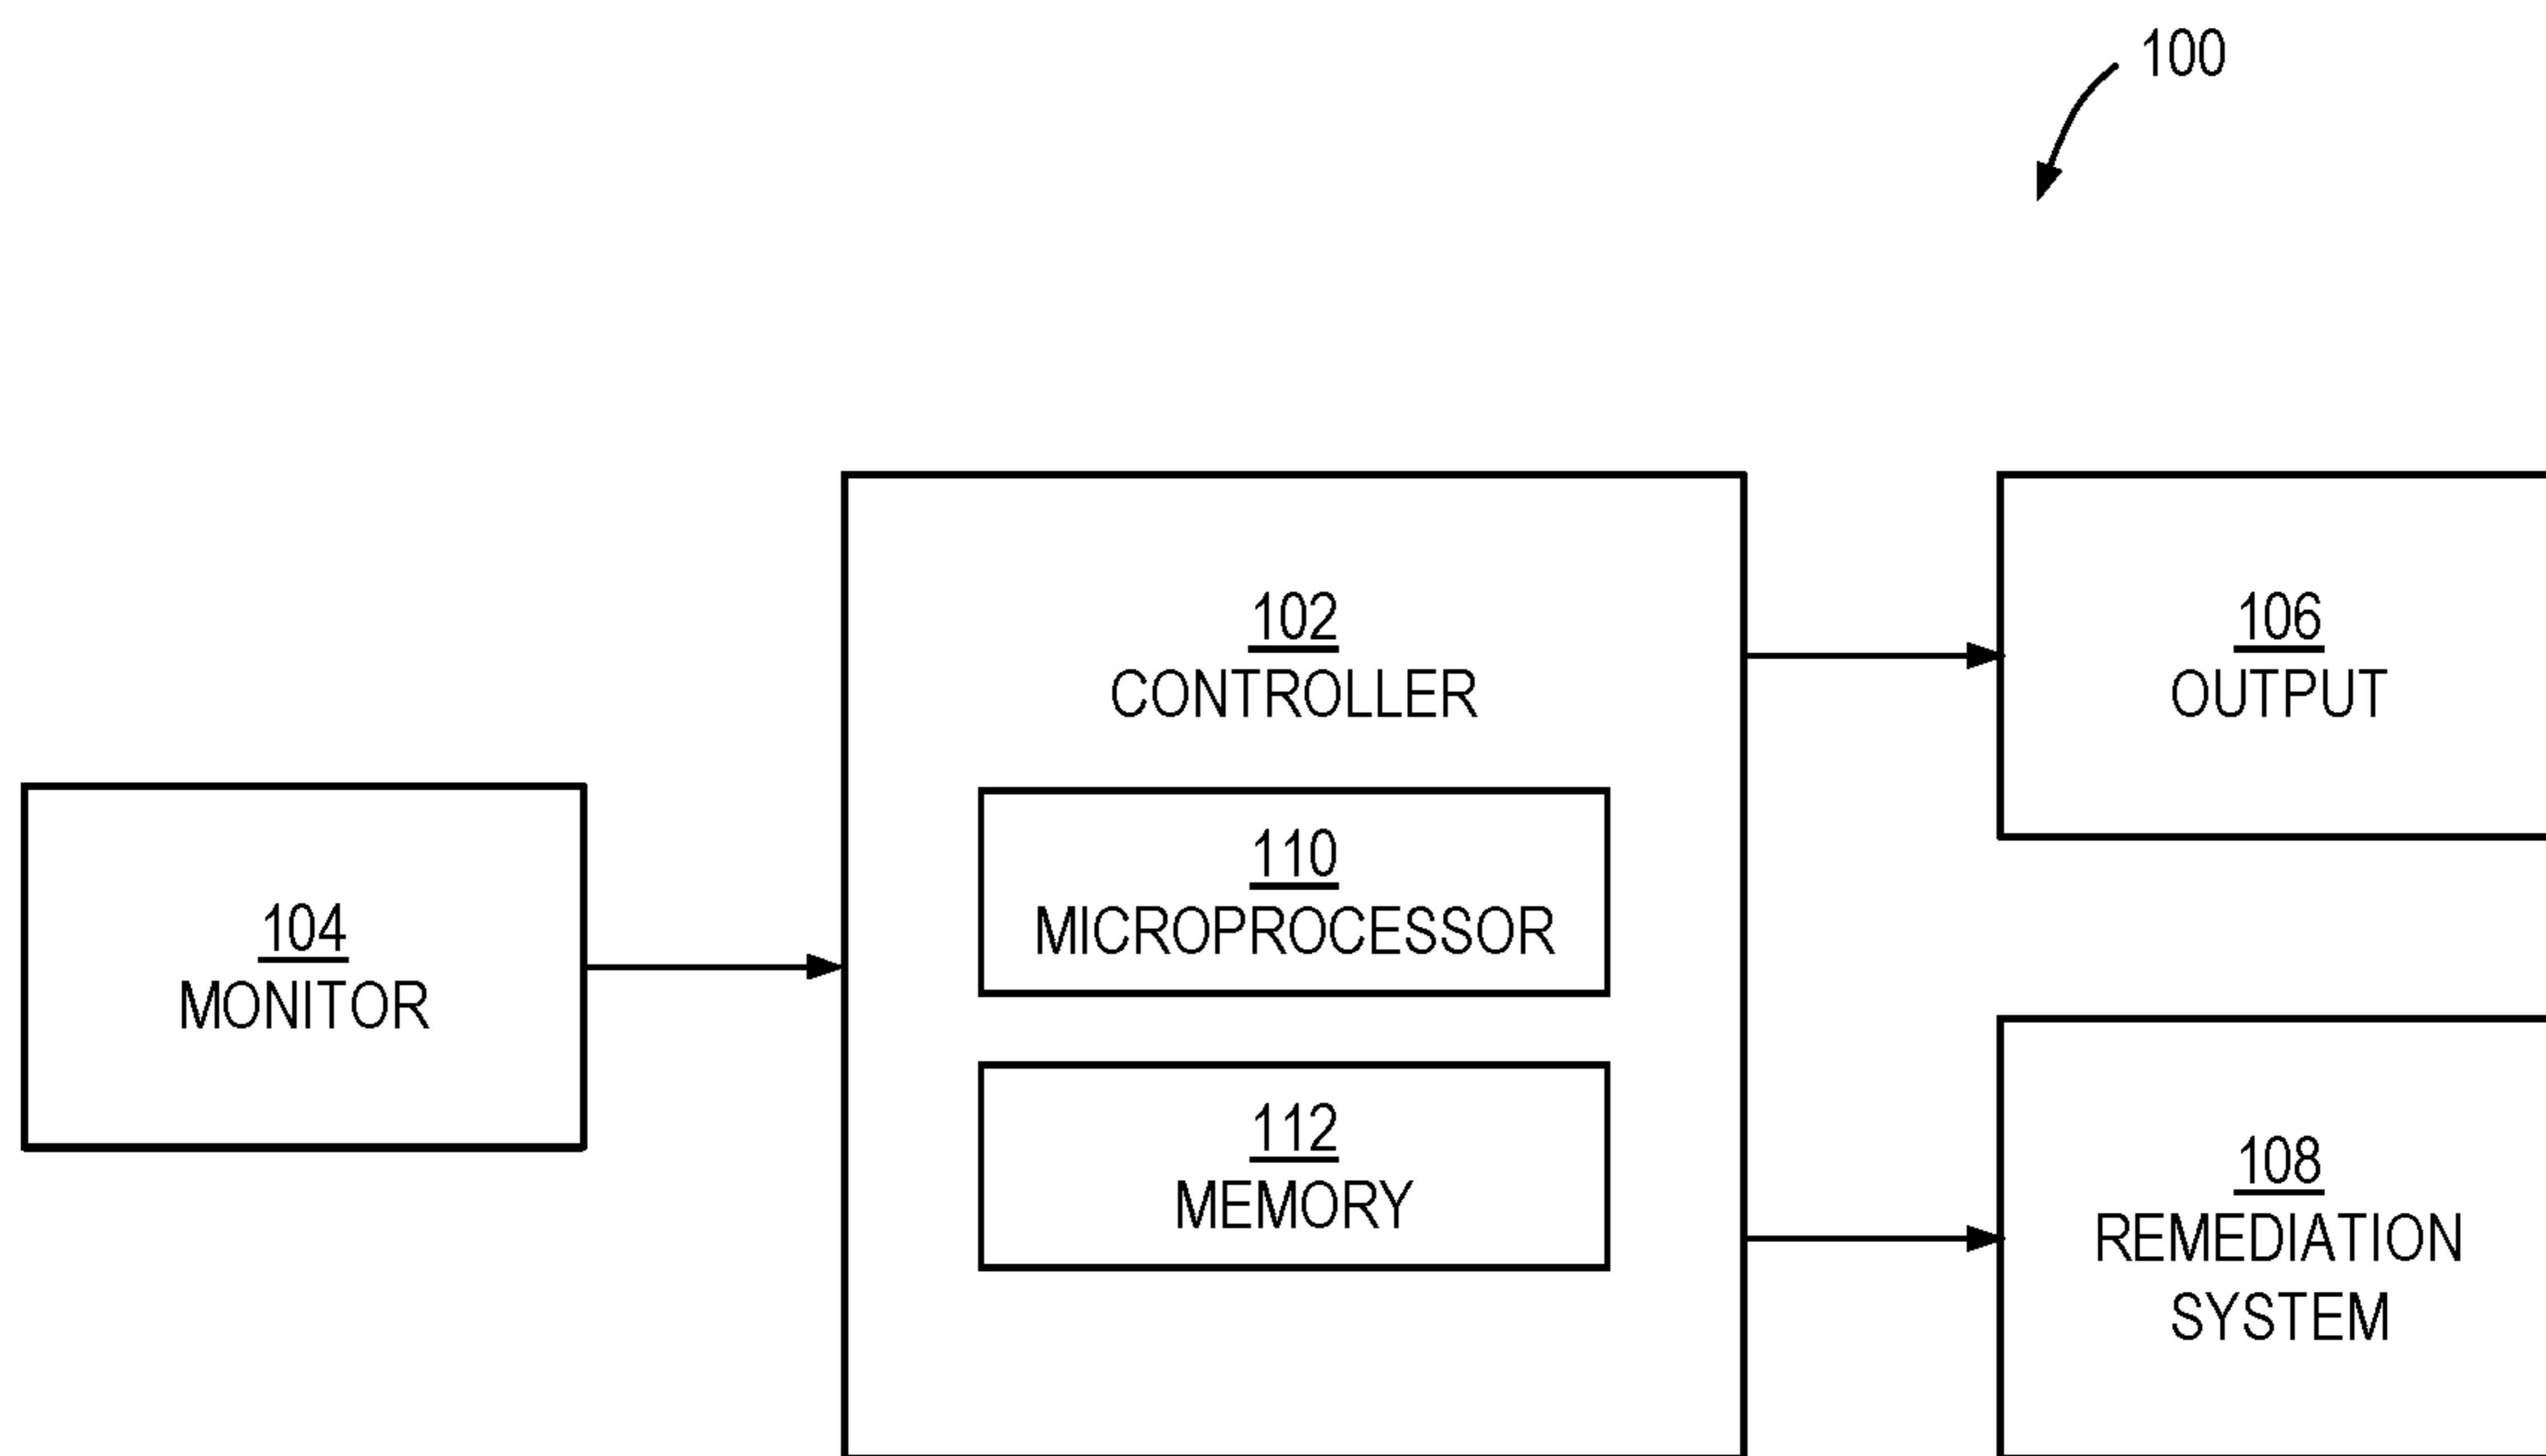 100
102
CONTROLLER
110
MICROPROCESSOR
112
MEMORY
104
MONITOR
106
OUTPUT
108
REMEDIATION
SYSTEM